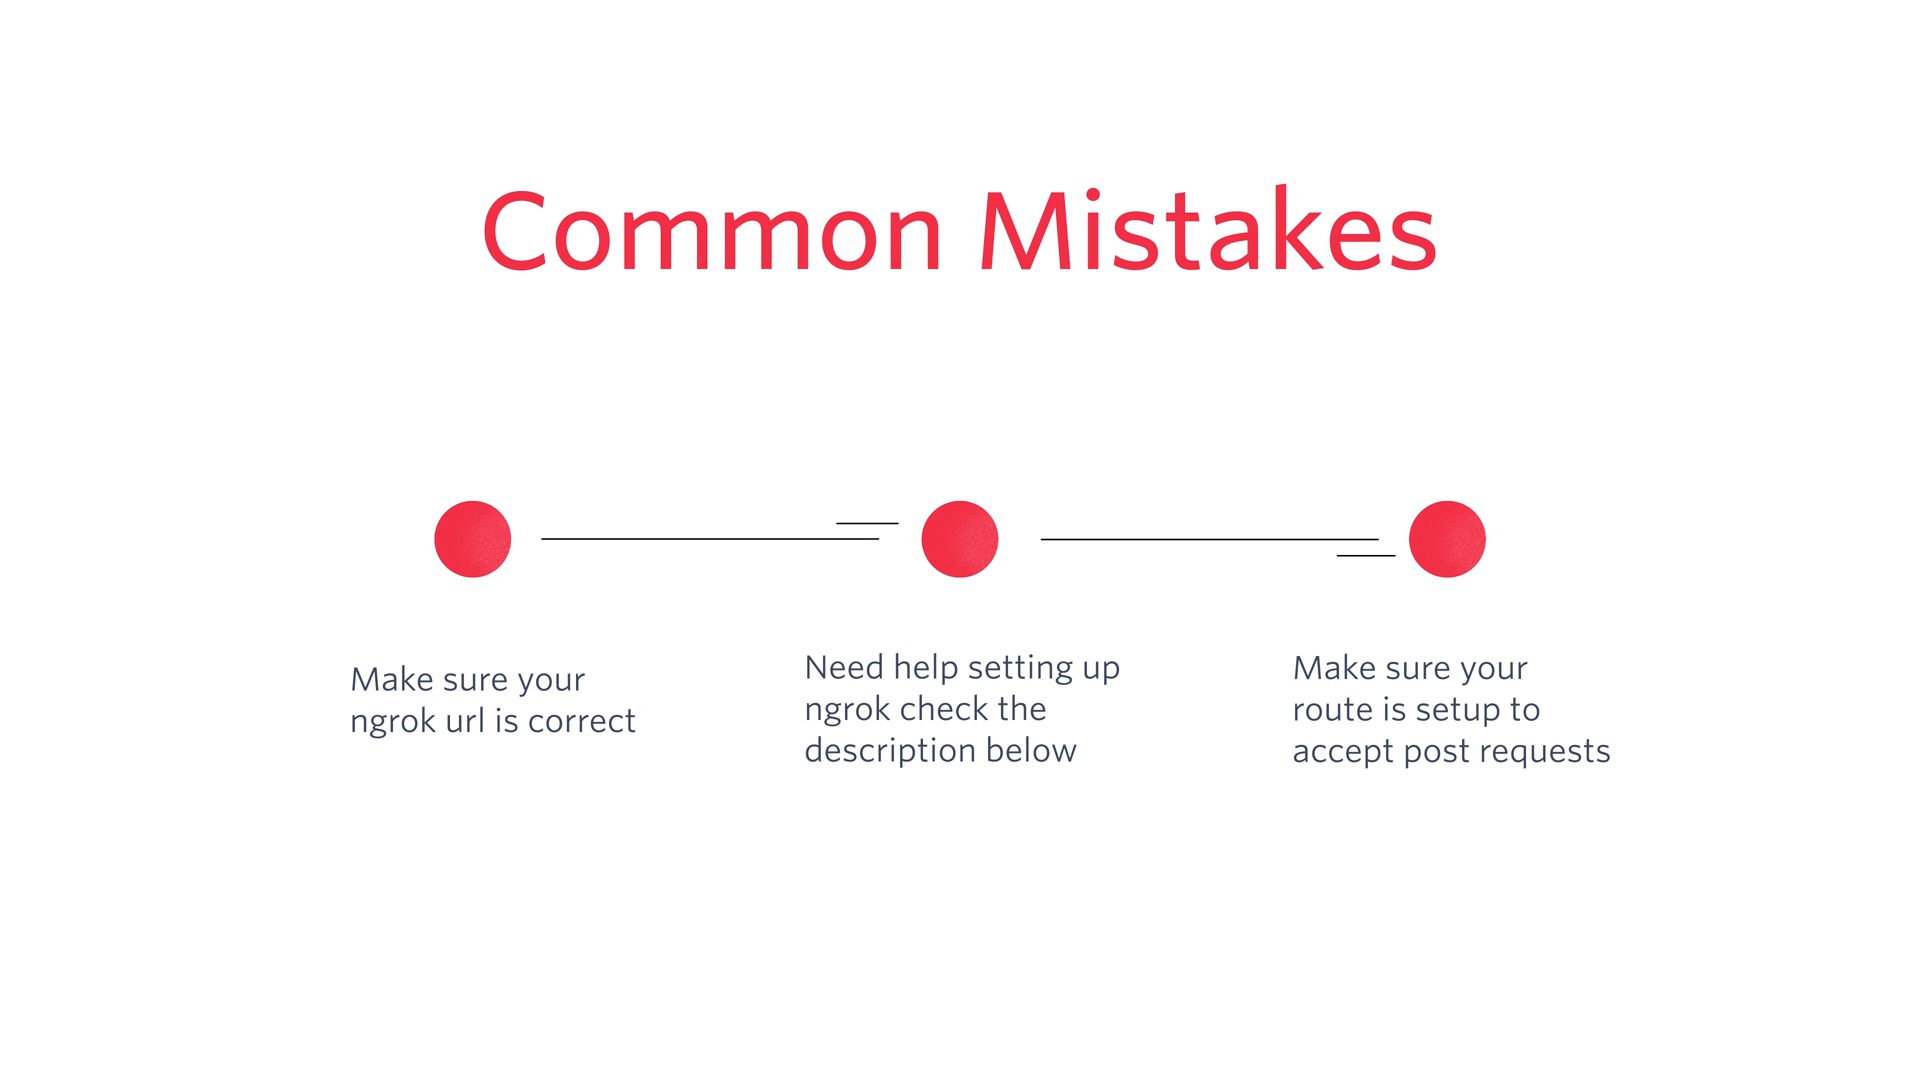 Common Mistakes
Make sure your
ngrok url is correct
Need help setting up
ngrok check the
description below
Make sure your
route is setup to
accept post requests